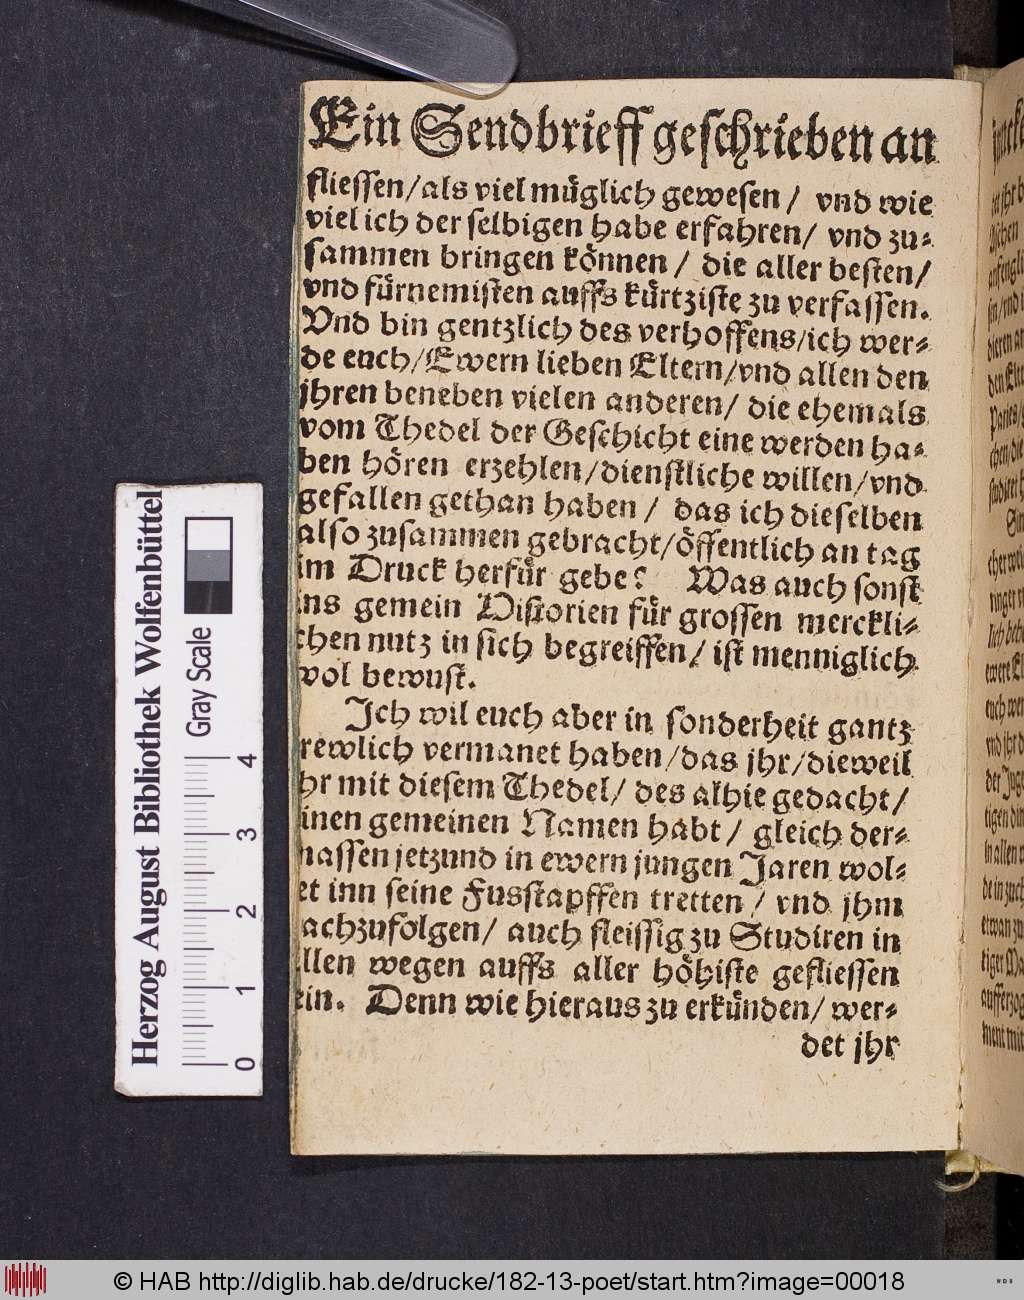 Ein Sendbrieff geschrieben an
fliessen/als viel müglich gewesen/ vnd wie
viel ich der selbigen habe erfahren/ vnd zu-
sammen bringen können/ die aller besten/
vnd fürnemisten auffs kürtziste zu verfassen.
Vnd bin gentzlich des verhoffens/ich wer-
de euch/Ewern lieben Eltern/vnd allen den
jhren beneben vielen anderen/ die ehemals
vom Thedel der Geschicht eine werden ha-
ben hören erzehlen/dienstliche willen/vnd
gefallen gethan haben/ das ich dieselben
also zusammen gebracht/öffentlich an tag
im Druck herfür gebe? Was auch sonst
ins gemein Historien für grossen merckli-
chen nutz in sich begreiffen/ ist menniglich
wol bewust.
Ich wil euch aber in sonderheit gantz
rewlich vermanet haben/das jhr/dieweil
hr mit diesem Thedel/ des alhie gedacht/
inen gemeinen Namen habt/ gleich der-
massen jetzund in ewern jungen Jaren wol-
et inn seine Fusstapffen tretten/ vnd jhm
achzufolgen/ auch fleissig zu Studiren in
llen wegen auffs aller höhiste gefliessen
ein. Denn wie hieraus zu erkünden/ wer-
det jhr
Herzog August Bibliothek Wolfenbüttel
Gray Scale
0 1 2 3 4
© HAB http://diglib.hab.de/drucke/182-13-poet/start.htm?image=00018